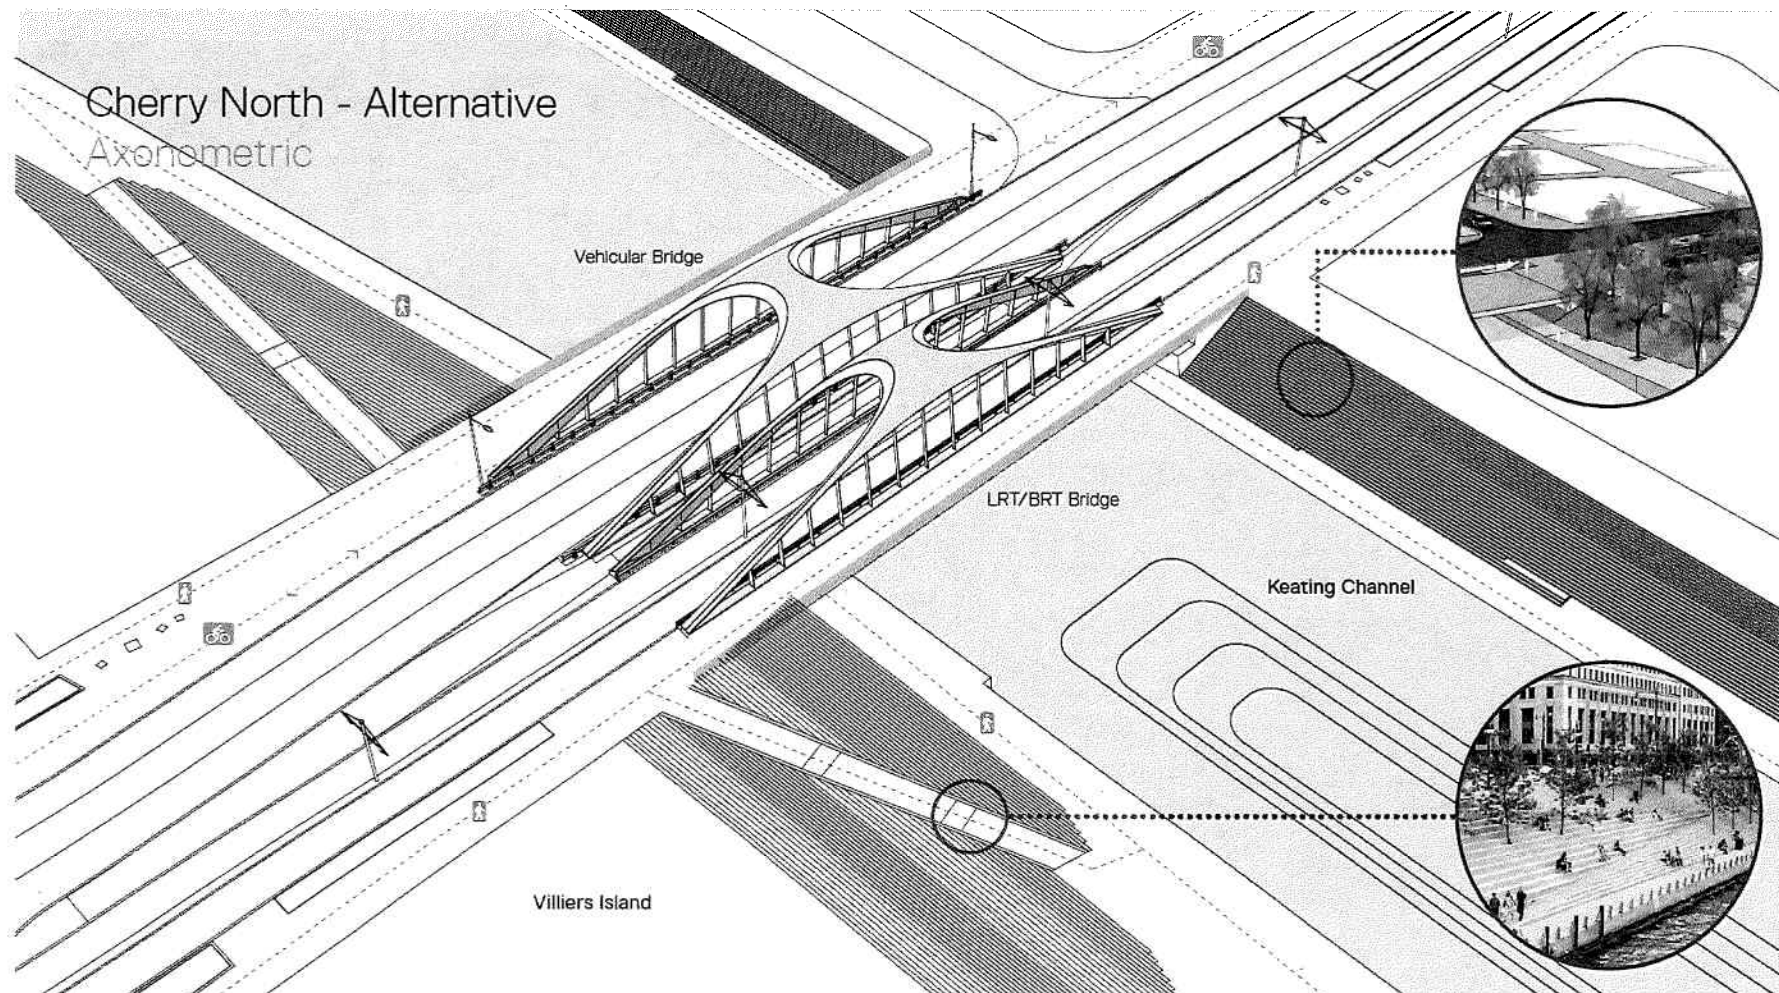 Cherry North - Alternative
Axonometric
Vehicular Bridge
LRT/BRT Bridge
Keating Channel
Villiers Island